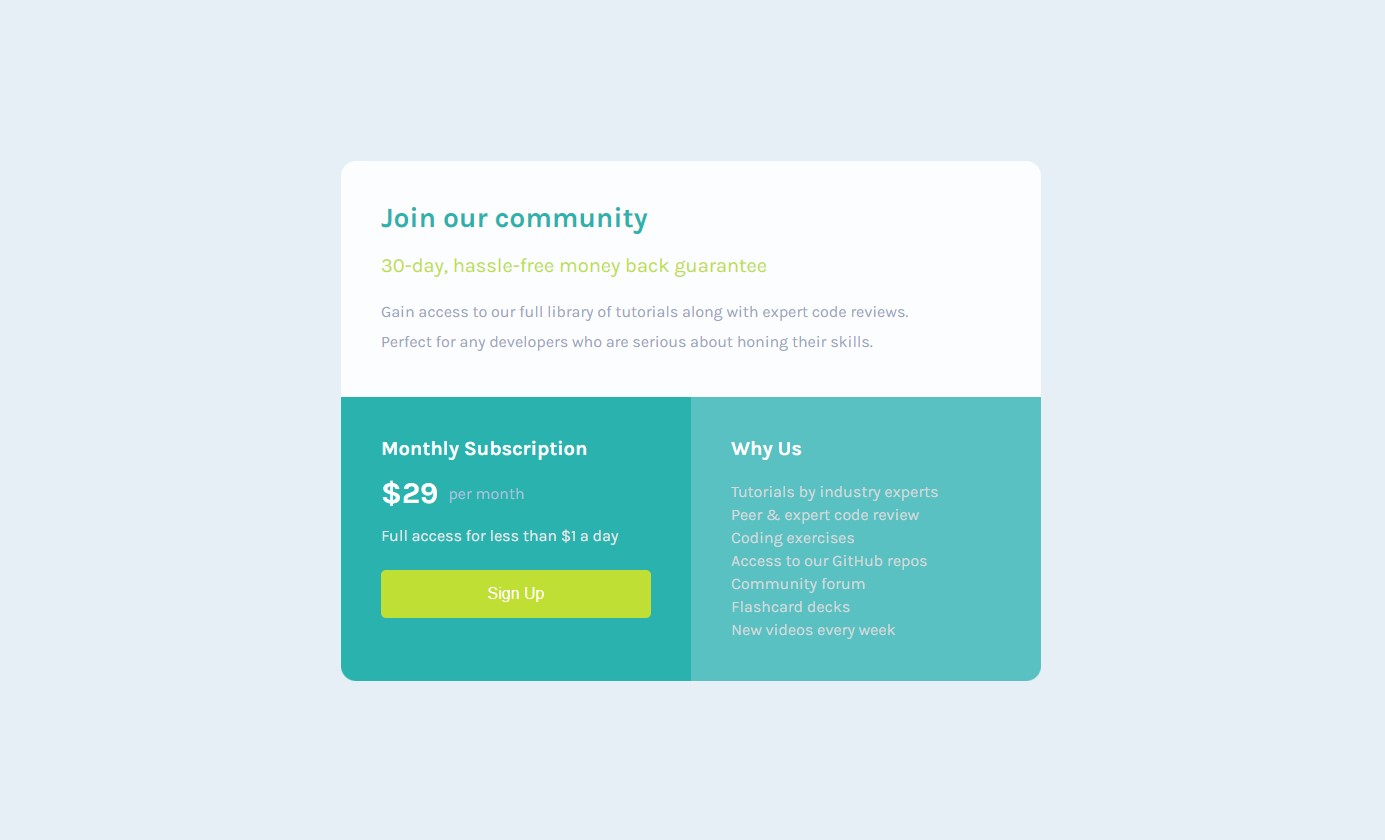 Join our community
30-day, hassle-free money back guarantee
Gain access to our full library of tutorials along with expert code reviews.
Perfect for any developers who are serious about honing their skills.
Monthly Subscription
$29 per month
Full access for less than $1 a day
Sign Up
Why Us
Tutorials by industry experts
Peer & expert code review
Coding exercises
Access to our GitHub repos
Community forum
Flashcard decks
New videos every week